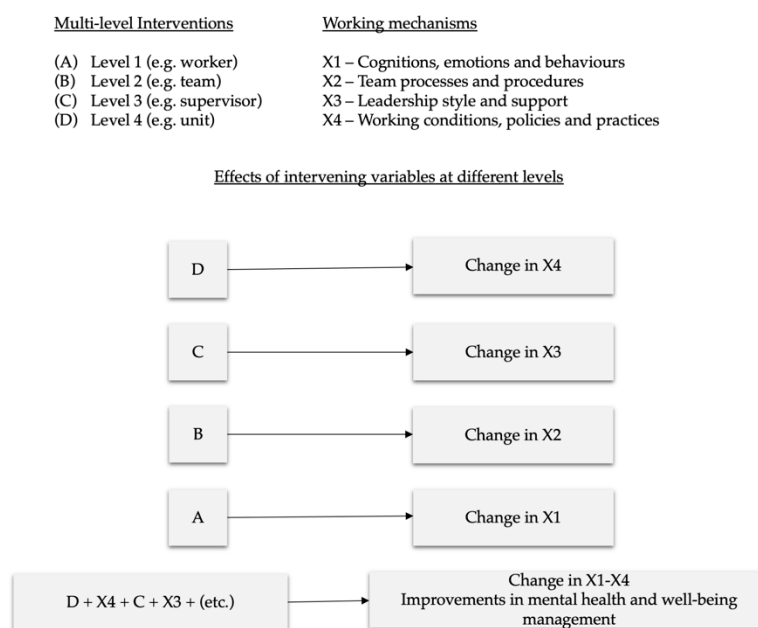 Multi-level Interventions
(A) Level 1 (e.g. worker)
(B) Level 2 (e.g. team)
(C) Level 3 (e.g. supervisor)
(D) Level 4 (e.g. unit)
Working mechanisms
X1 – Cognitions, emotions and behaviours
X2 – Team processes and procedures
X3 – Leadership style and support
X4 – Working conditions, policies and practices
Effects of intervening variables at different levels
D
Change in X4
C
Change in X3
B
Change in X2
A
Change in X1
D + X4 + C + X3 + (etc.)
Change in X1-X4
Improvements in mental health and well-being
management